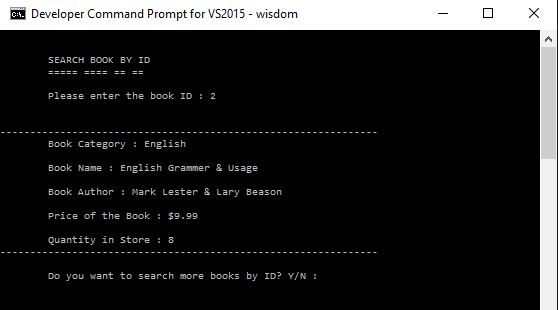 Developer Command Prompt for VS2015 - wisdom
SEARCH BOOK BY ID
===== ==== == ==
Please enter the book ID : 2
---------------------------------------------------------------
Book Category : English
Book Name : English Grammer & Usage
Book Author : Mark Lester & Lary Beason
Price of the Book : $9.99
Quantity in Store : 8
---------------------------------------------------------------
Do you want to search more books by ID? Y/N :